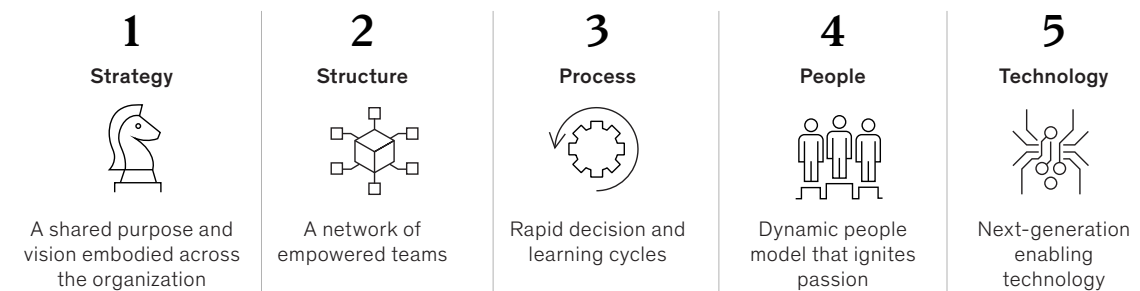 1
Strategy
A shared purpose and
vision embodied across
the organization
2
Structure
A network of
empowered teams
3
Process
Rapid decision and
learning cycles
4
People
Dynamic people
model that ignites
passion
5
Technology
Next-generation
enabling
technology